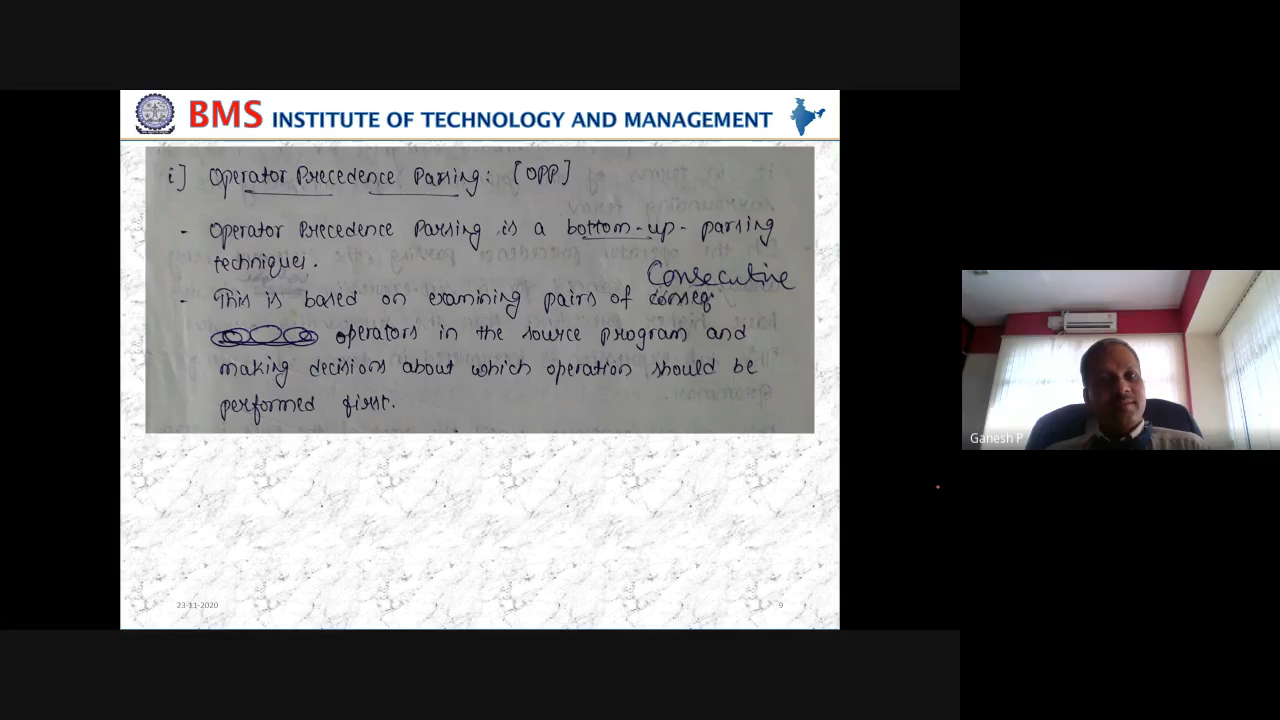 BMS INSTITUTE OF TECHNOLOGY AND MANAGEMENT
i] Operator Precedence Parsing: [OPP]
- Operator Precedence Parsing is a bottom-up- parsing
techniques.
Consecutive
- This is based on examining pairs of conseq
operators in the source program and
making decisions about which operation should be
performed first.
23-11-2020
9
Ganesh P